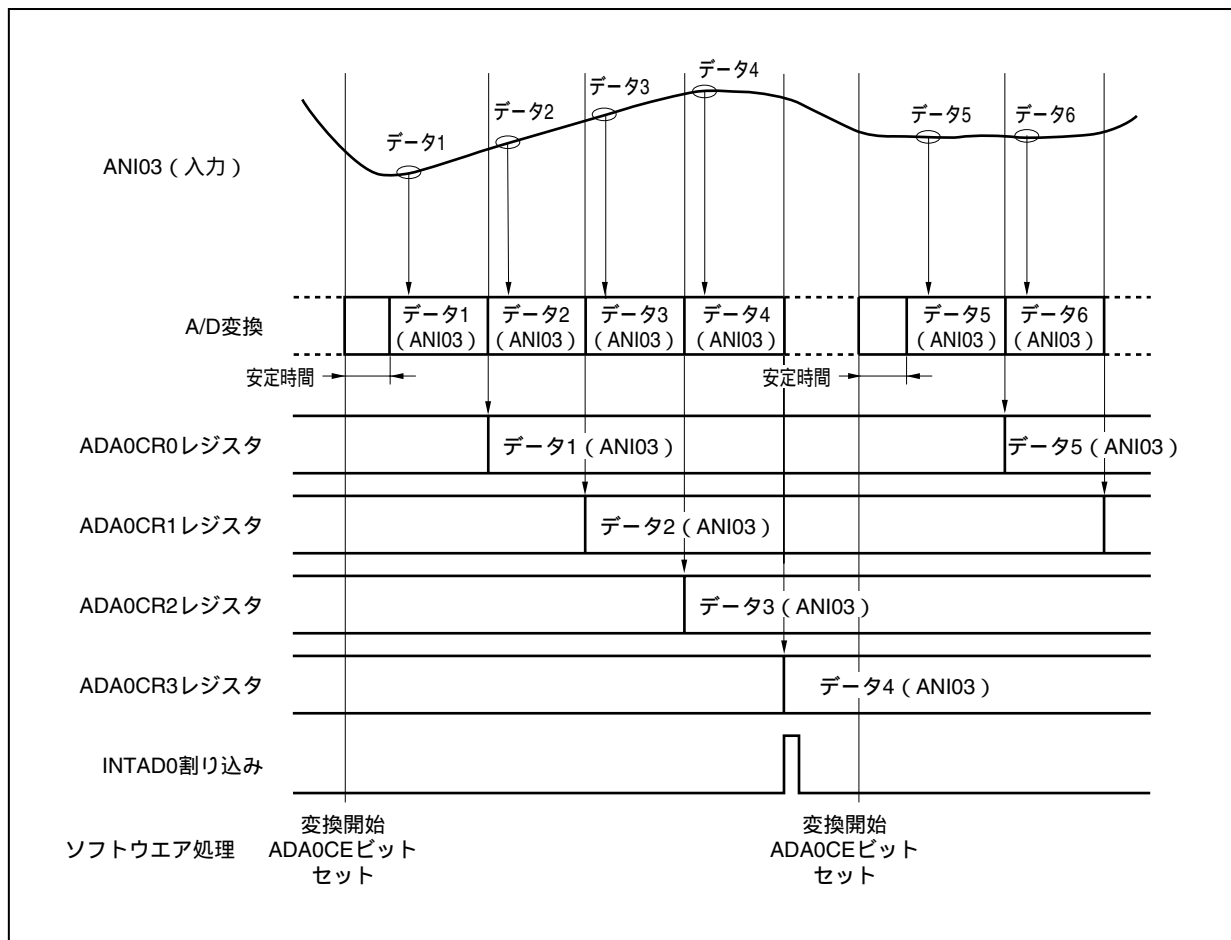 データ1
データ2
データ3
データ4
データ5
データ6
ANI03(入力)
A/D変換
データ1
(ANI03)
データ2
(ANI03)
データ3
(ANI03)
データ4
(ANI03)
データ5
(ANI03)
データ6
(ANI03)
安定時間
安定時間
ADA0CR0レジスタ
データ1(ANI03)
データ5(ANI03)
ADA0CR1レジスタ
データ2(ANI03)
ADA0CR2レジスタ
データ3(ANI03)
ADA0CR3レジスタ
データ4(ANI03)
INTAD0割り込み
ソフトウエア処理
変換開始
ADA0CEビット
セット
変換開始
ADA0CEビット
セット